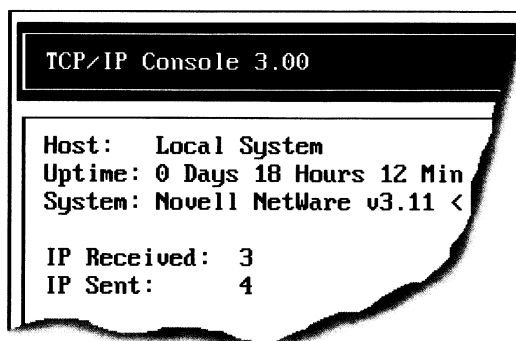 TCP/IP Console 3.00
Host: Local System
Uptime: 0 Days 18 Hours 12 Min
System: Novell NetWare v3.11 <
IP Received: 3
IP Sent: 4